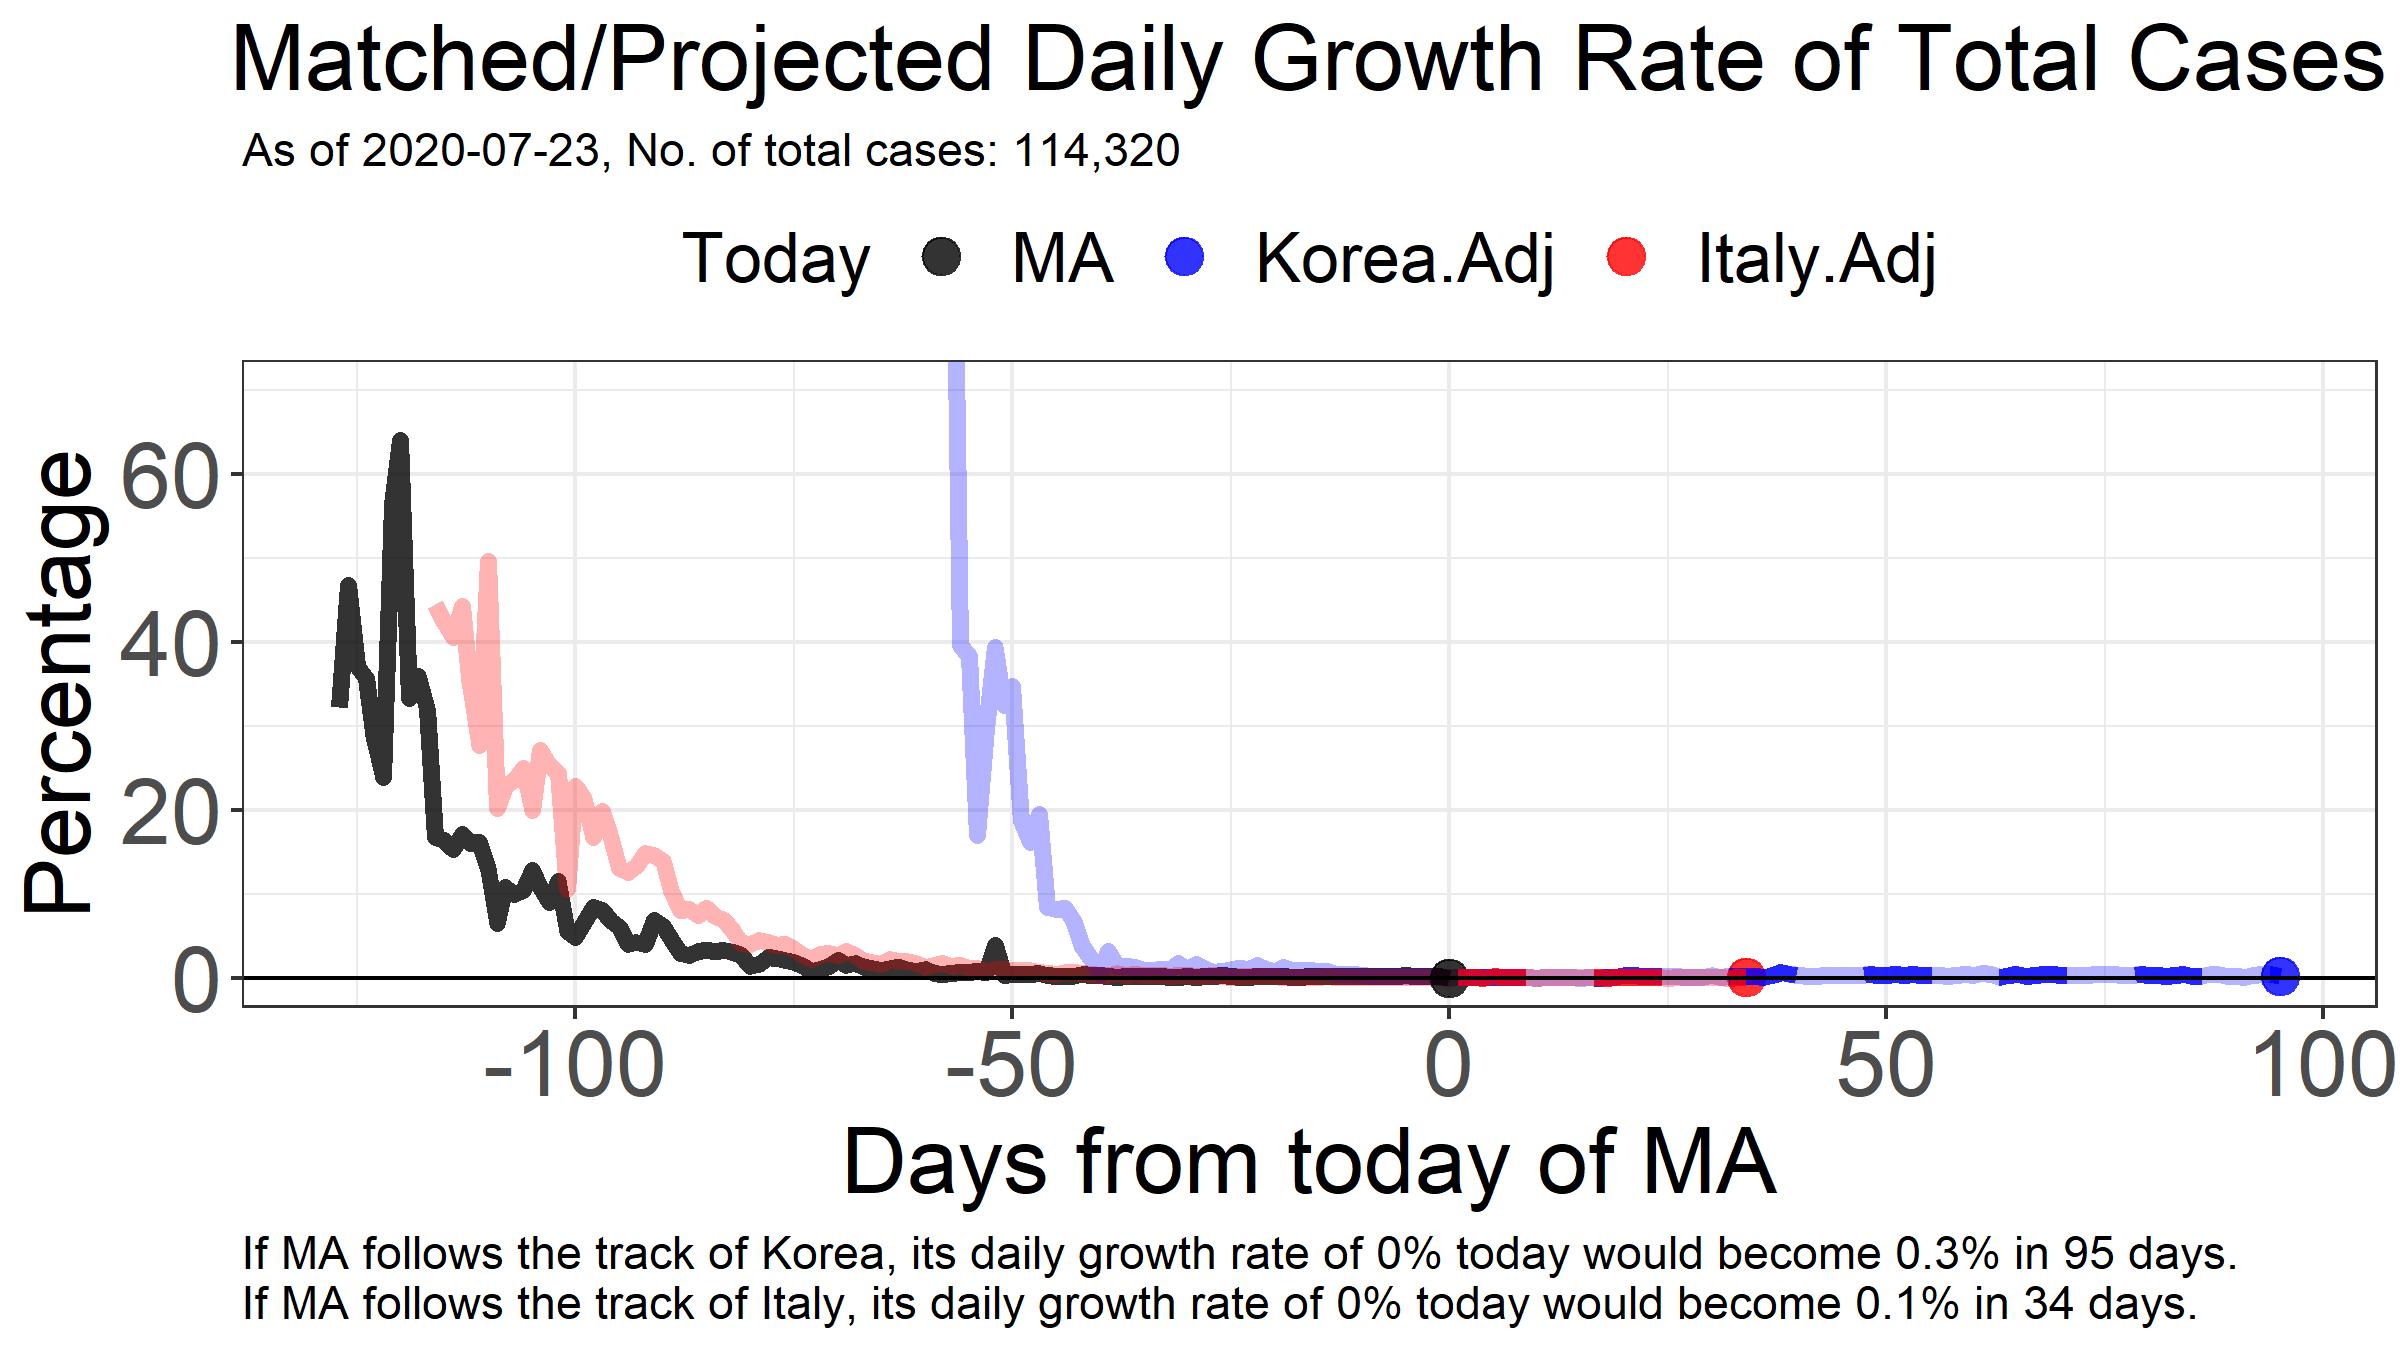 Matched/Projected Daily Growth Rate of Total Cases
As of 2020-07-23, No. of total cases: 114,320
Today MA Korea.Adj Italy.Adj
Percentage
60
40
20
0
-100 -50 0 50 100
Days from today of MA
If MA follows the track of Korea, its daily growth rate of 0% today would become 0.3% in 95 days.
If MA follows the track of Italy, its daily growth rate of 0% today would become 0.1% in 34 days.